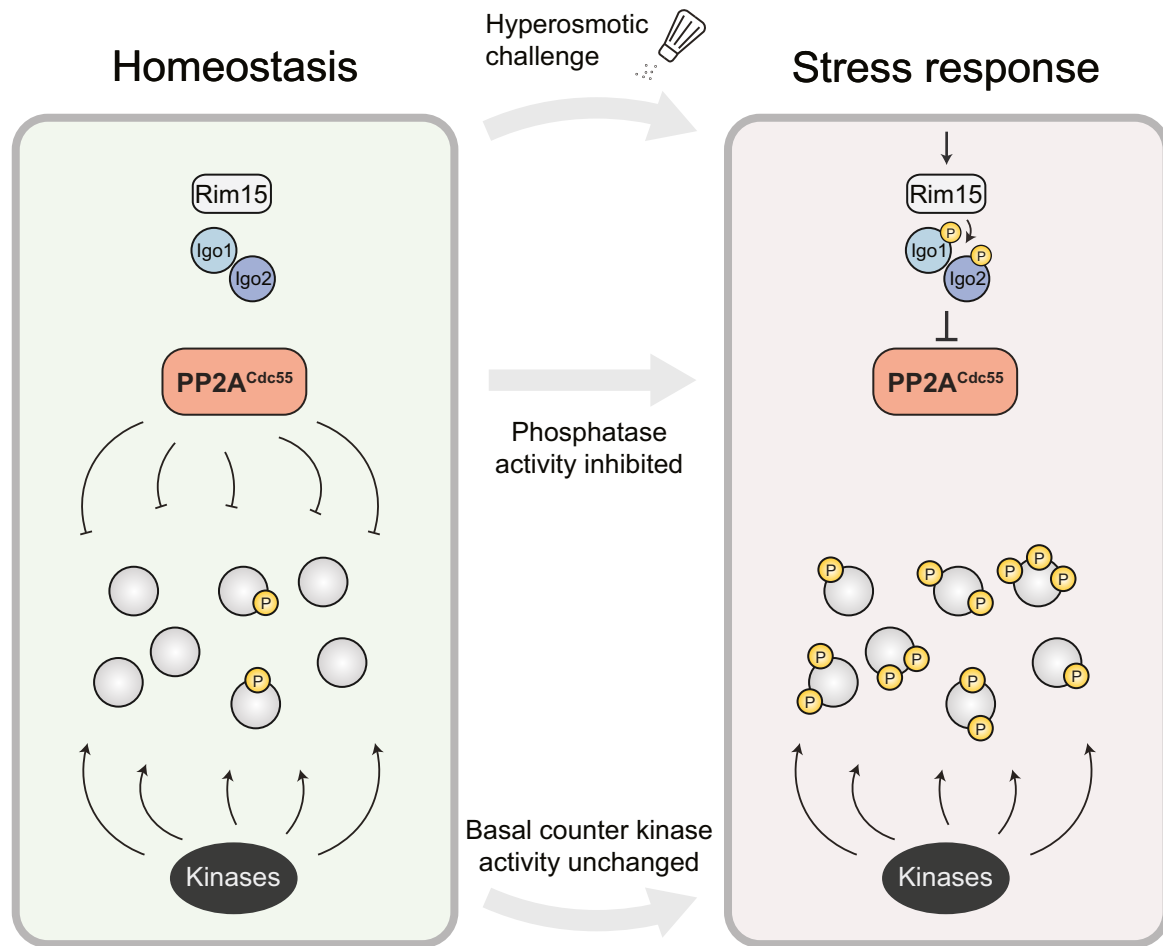 Hyperosmotic
challenge
Homeostasis
Stress response
Rim15
Igo1
Igo2
PP2ACdc55
P
P
Kinases
Phosphatase
activity inhibited
Basal counter kinase
activity unchanged
Rim15
P
Igo1
P
Igo2
PP2ACdc55
P
P
P
P
P
P
P
P
P
P
P
P
P
Kinases